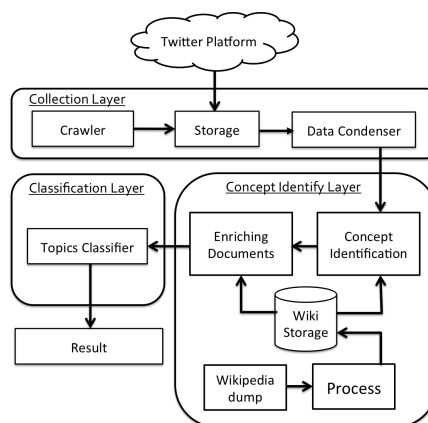 Twitter Platform
Collection Layer
Crawler
Storage
Data Condenser
Classification Layer
Concept Identify Layer
Topics Classifier
Enriching
Documents
Concept
Identification
Wiki
Storage
Result
Wikipedia
dump
Process